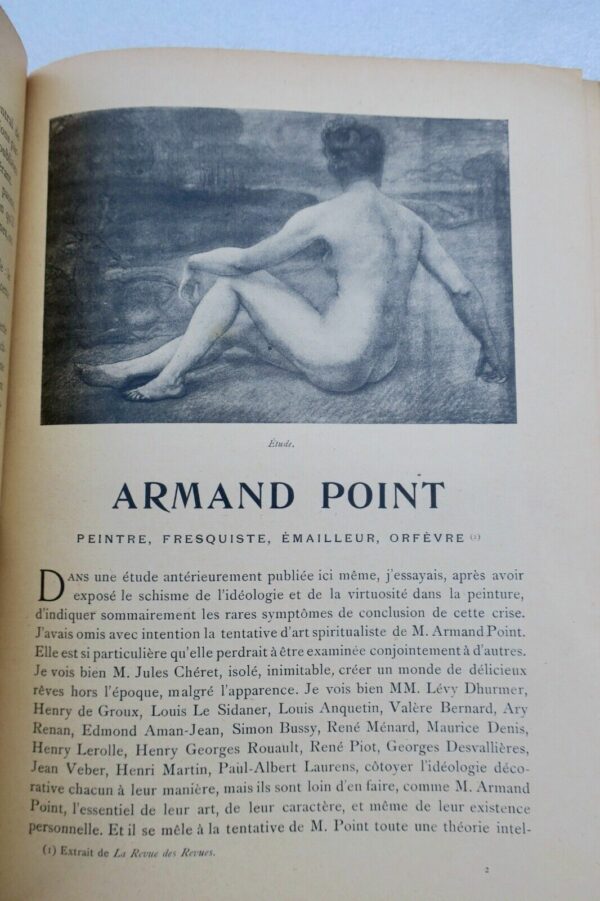 Étude.
ARMAND POINT
PEINTRE, FRESQUISTE, ÉMAILLEUR, ORFÈVRE (1)
DANS une étude antérieurement publiée ici même, j'essayais, après avoir
exposé le schisme de l'idéologie et de la virtuosité dans la peinture,
d'indiquer sommairement les rares symptômes de conclusion de cette crise.
J'avais omis avec intention la tentative d'art spiritualiste de M. Armand Point.
Elle est si particulière qu'elle perdrait à être examinée conjointement à d'autres.
Je vois bien M. Jules Chéret, isolé, inimitable, créer un monde de délicieux
rêves hors l'époque, malgré l'apparence. Je vois bien MM. Lévy Dhurmer,
Henry de Groux, Louis Le Sidaner, Louis Anquetin, Valère Bernard, Ary
Renan, Edmond Aman-Jean, Simon Bussy, René Ménard, Maurice Denis,
Henry Lerolle, Henry Georges Rouault, René Piot, Georges Desvallières,
Jean Veber, Henri Martin, Paul-Albert Laurens, côtoyer l'idéologie déco-
rative chacun à leur manière, mais ils sont loin d'en faire, comme M. Armand
Point, l'essentiel de leur art, de leur caractère, et même de leur existence
personnelle. Et il se mêle à la tentative de M. Point toute une théorie intel-
(1) Extrait de La Revue des Revues.
2